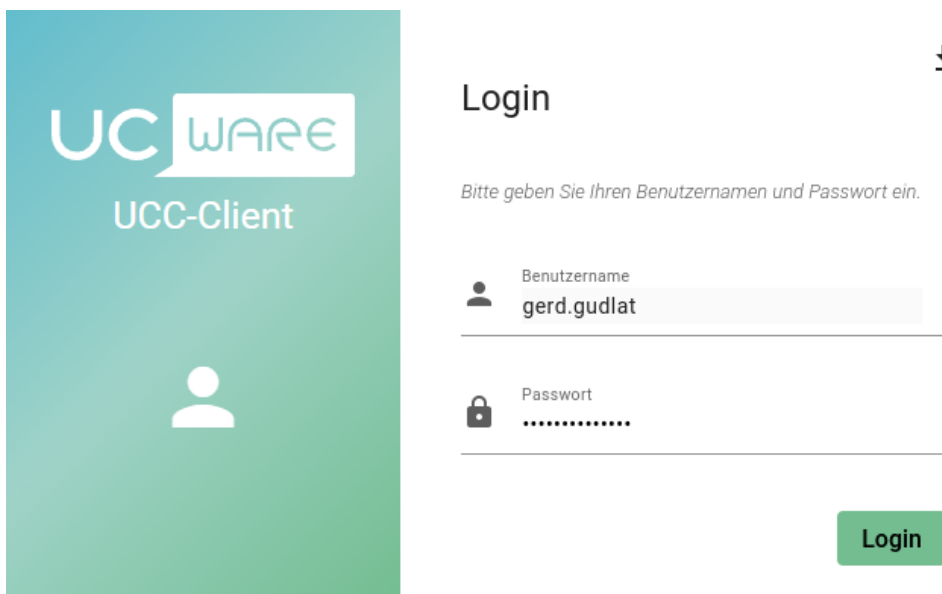 UC WARE
UCC-Client
Login
Bitte geben Sie Ihren Benutzernamen und Passwort ein.
Benutzername
gerd.gudlat
Passwort
••••••••••••••
Login